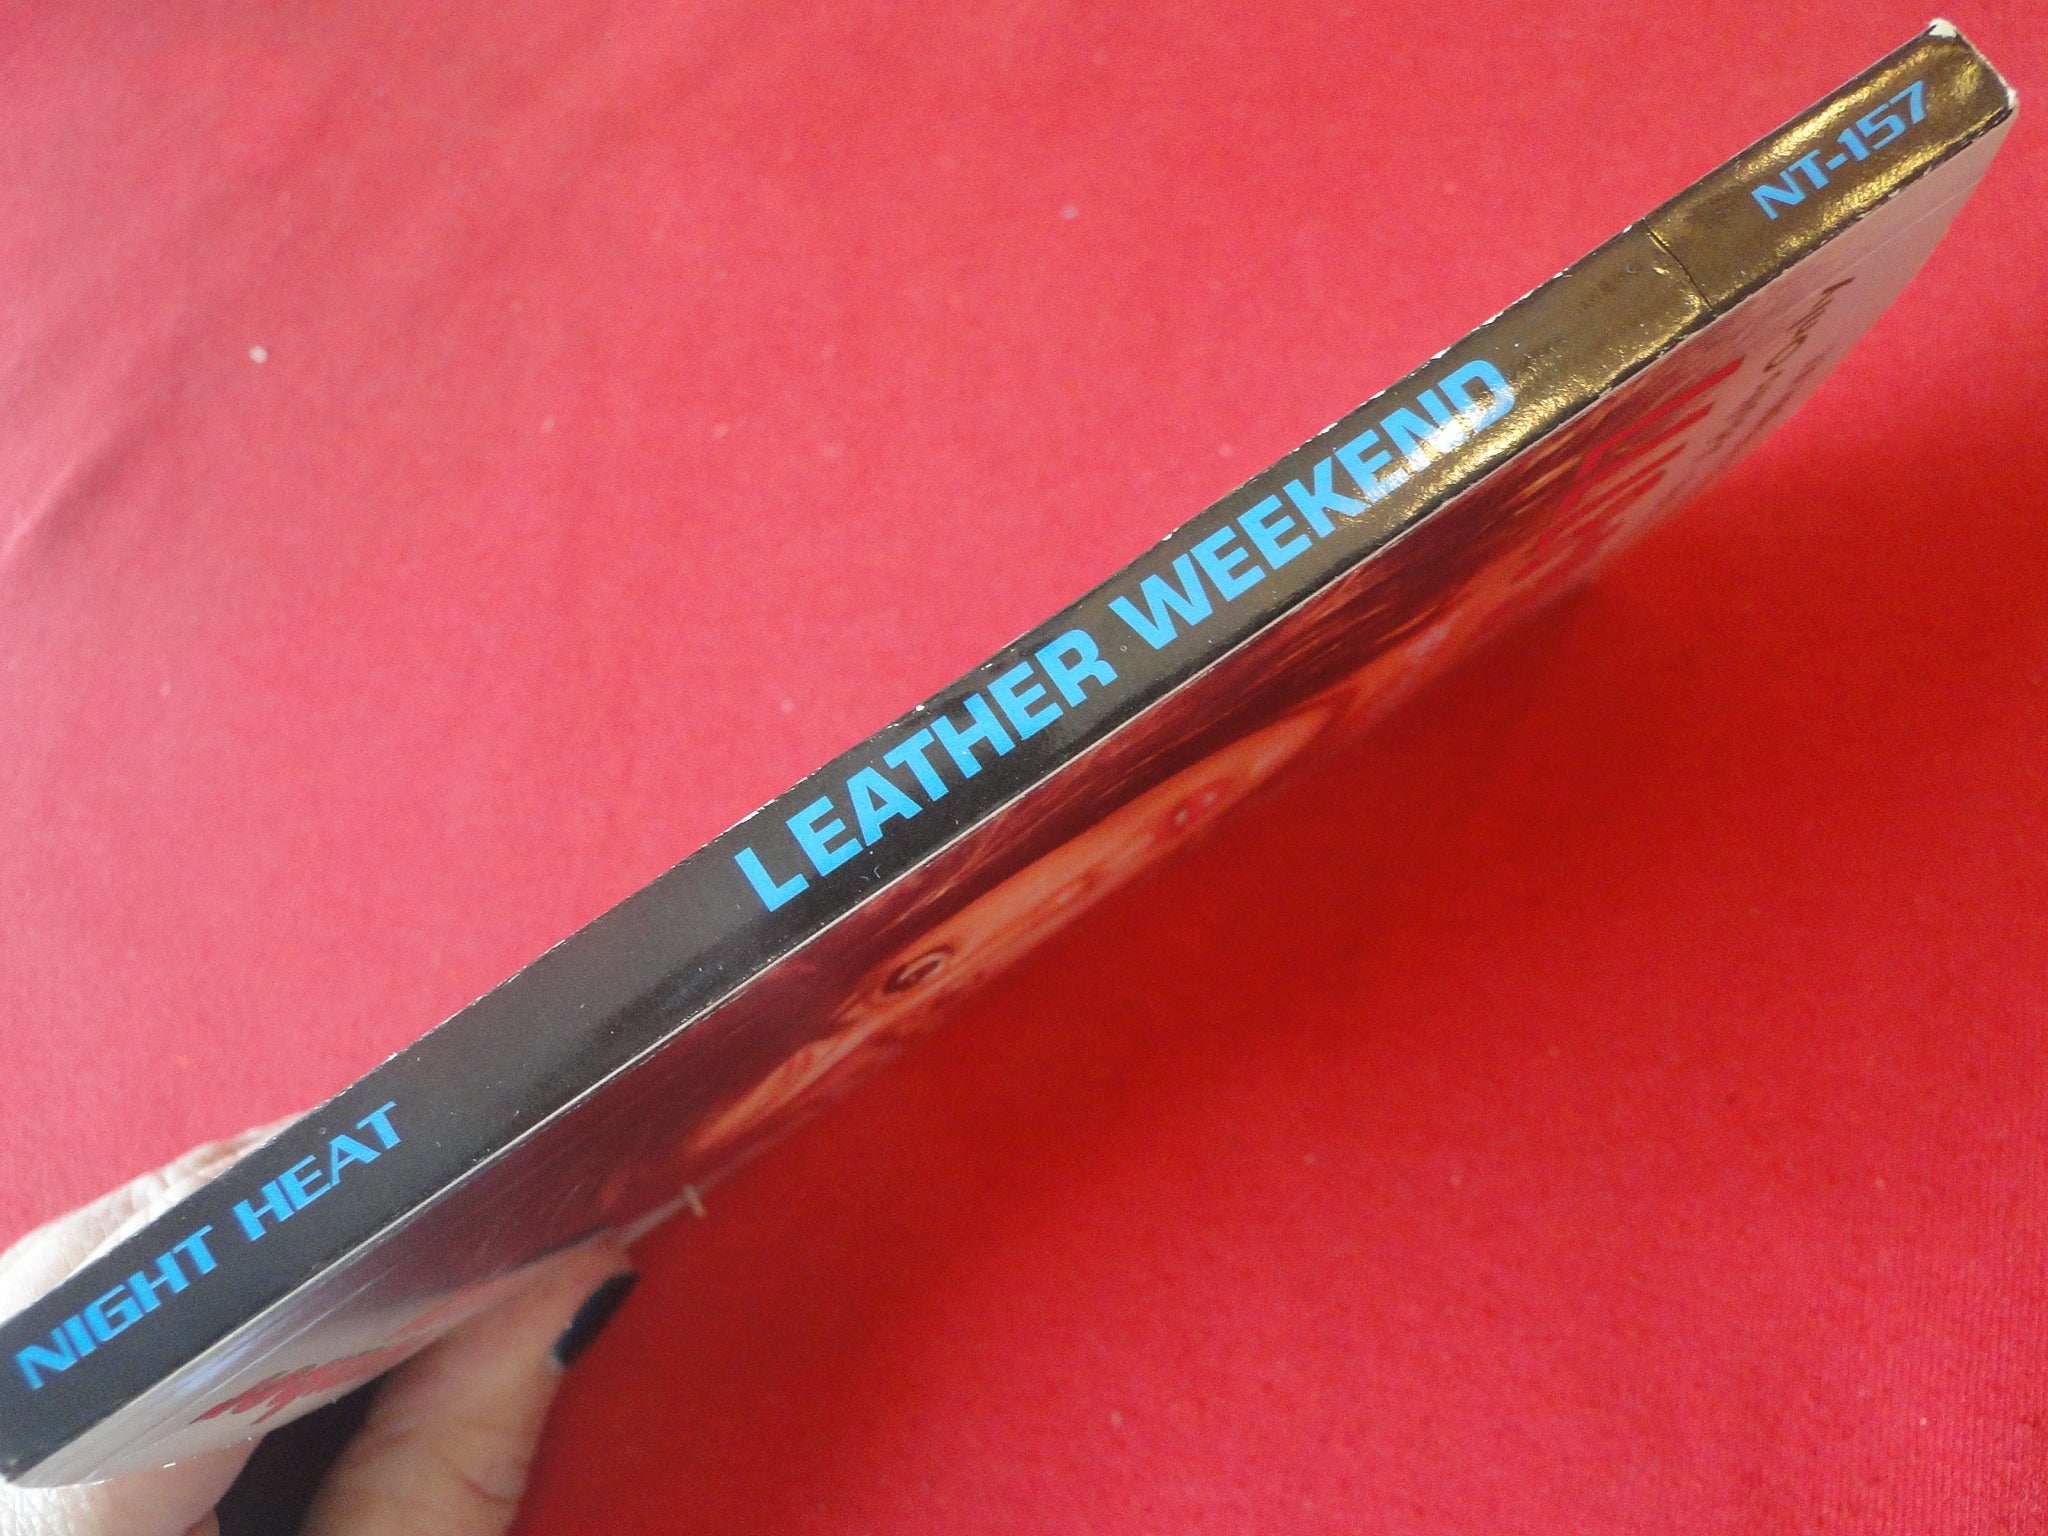 NIGHT HEAT
LEATHER WEEKEND
NT-157